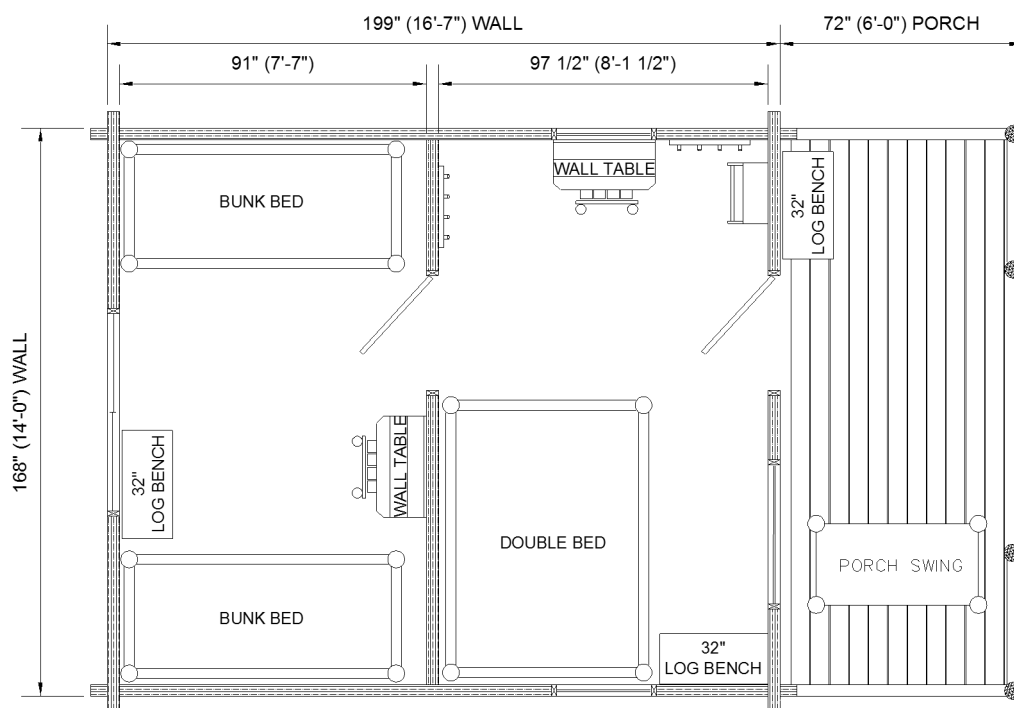 199" (16'-7") WALL
72" (6'-0") PORCH
91" (7'-7")
97 1/2" (8'-1 1/2")
168" (14'-0") WALL
BUNK BED
WALL TABLE
32"
LOG BENCH
WALL TABLE
32"
LOG BENCH
DOUBLE BED
PORCH SWING
BUNK BED
32"
LOG BENCH